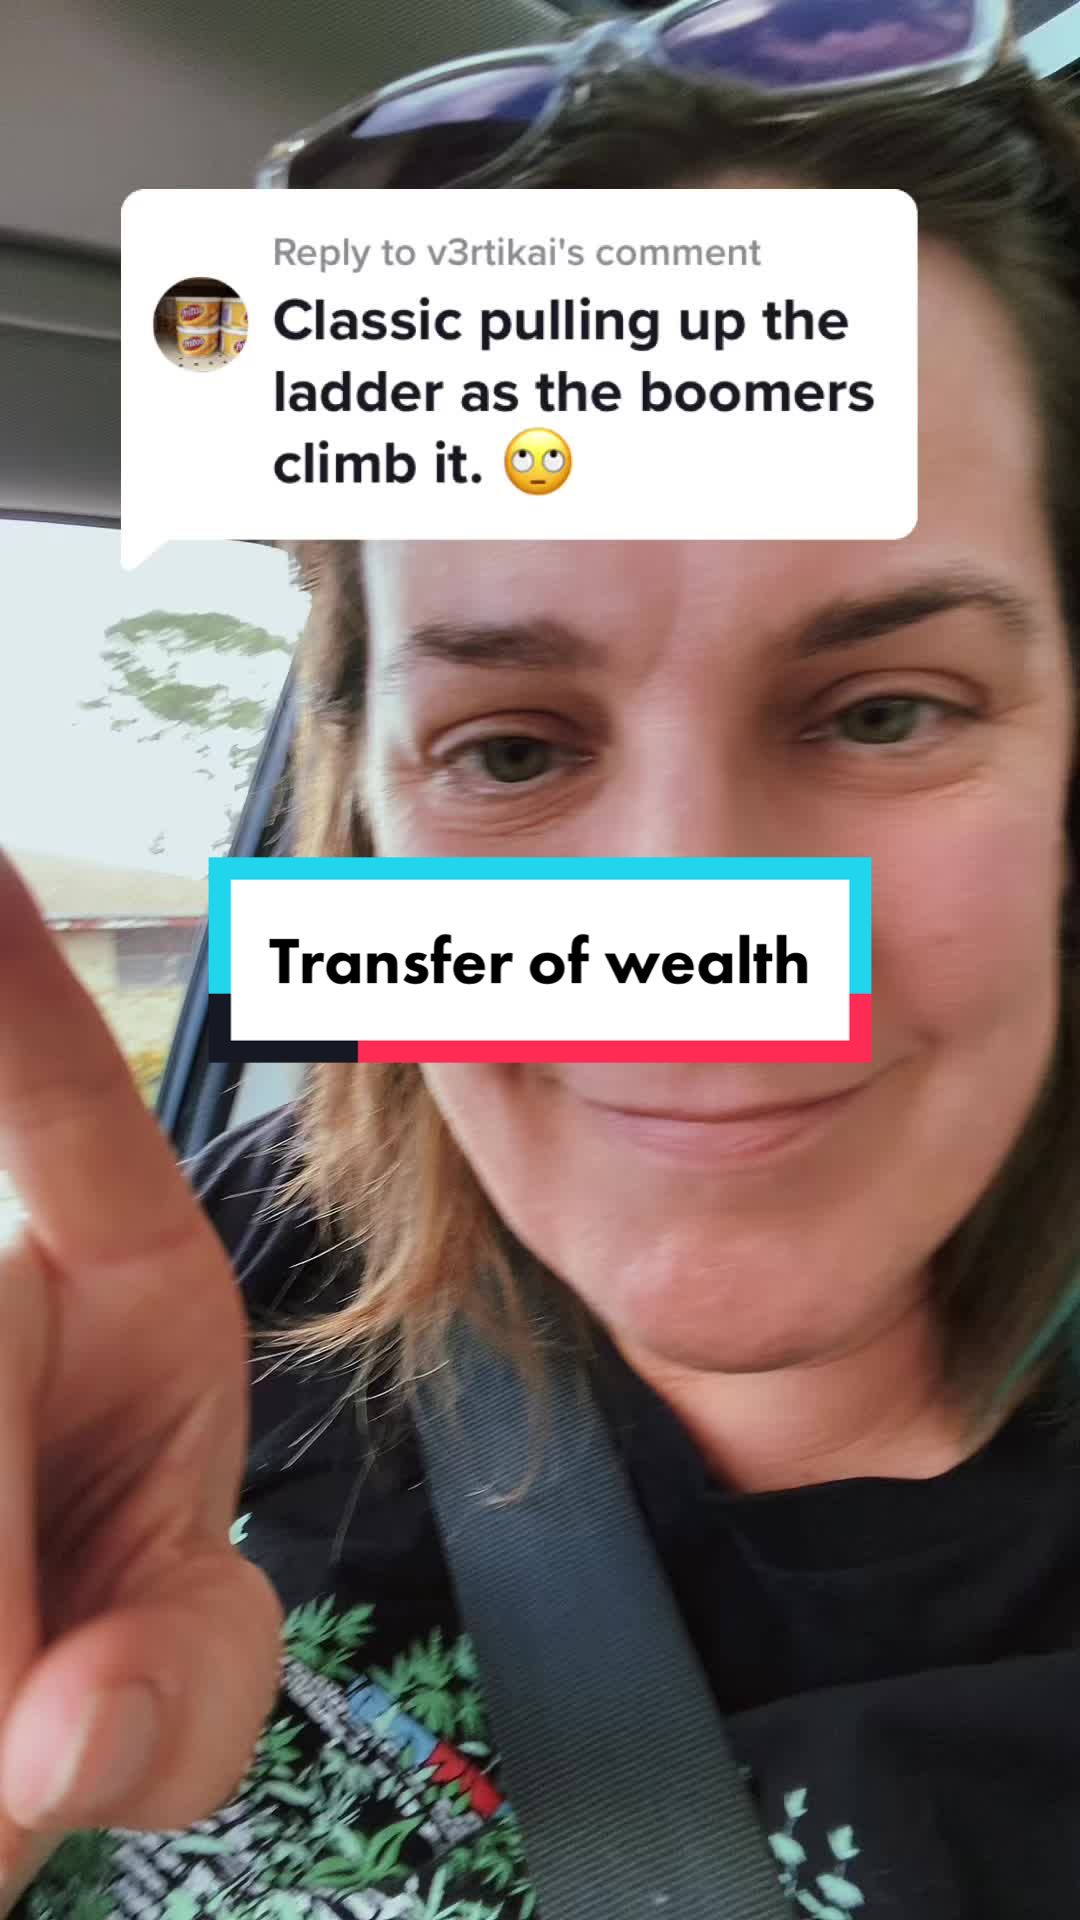 Reply to v3rtikai's comment
Classic pulling up the
ladder as the boomers
climb it. 🙄
Transfer of wealth